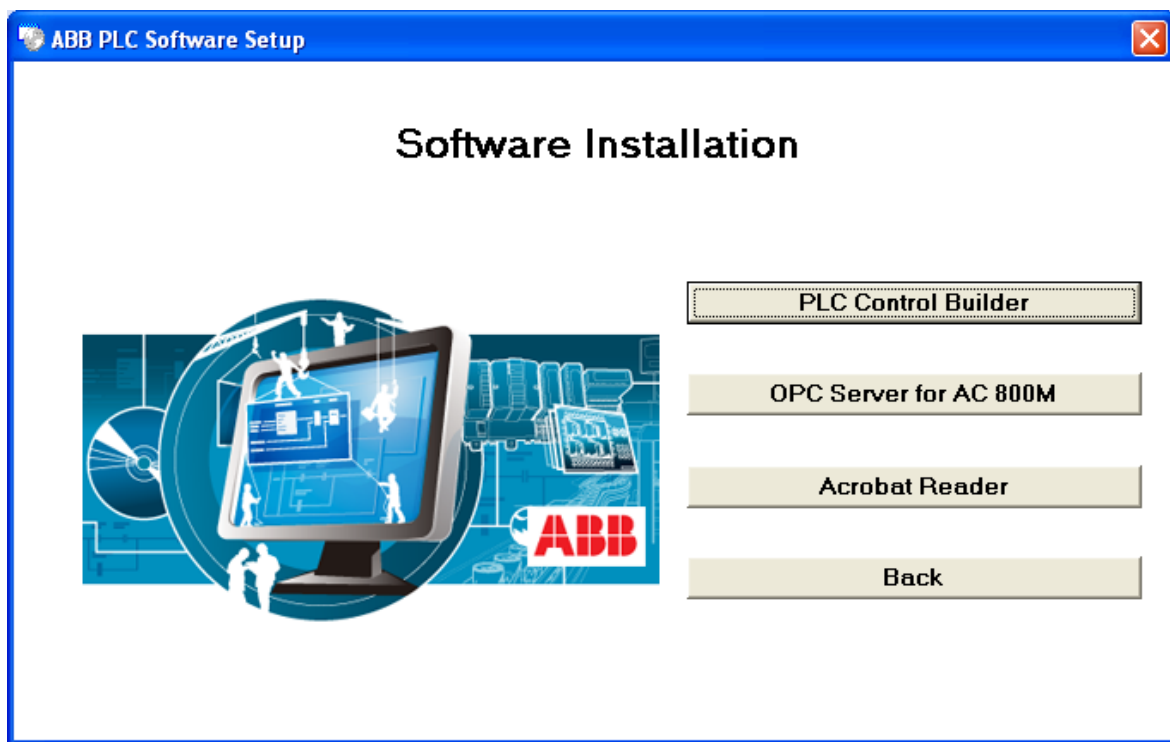 ABB PLC Software Setup
Software Installation
PLC Control Builder
OPC Server for AC 800M
Acrobat Reader
Back
ABB